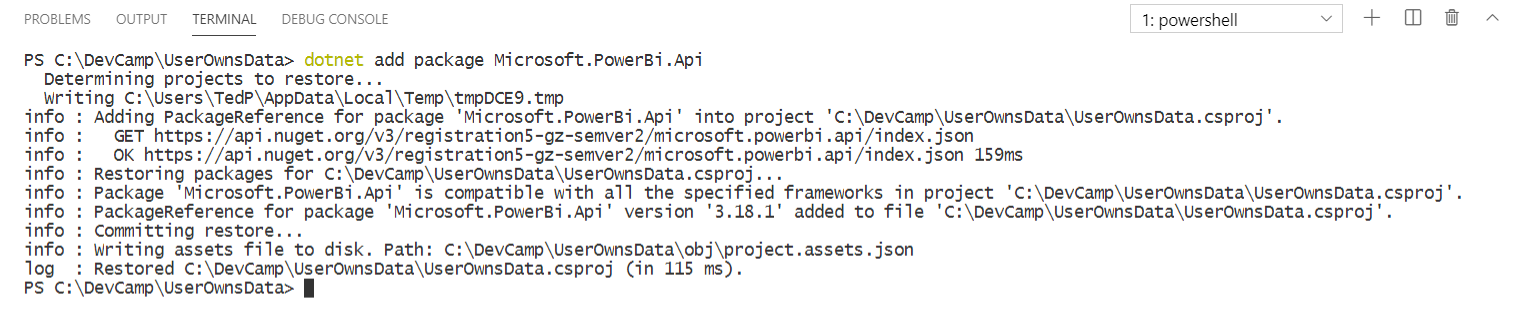 PROBLEMS OUTPUT TERMINAL DEBUG CONSOLE 1: powershell
PS C:\DevCamp\UserOwnsData> dotnet add package Microsoft.PowerBi.Api
  Determining projects to restore...
  Writing C:\Users\TedP\AppData\Local\Temp\tmpDCE9.tmp
info : Adding PackageReference for package 'Microsoft.PowerBi.Api' into project 'C:\DevCamp\UserOwnsData\UserOwnsData.csproj'.
info :   GET https://api.nuget.org/v3/registration5-gz-semver2/microsoft.powerbi.api/index.json
info :   OK https://api.nuget.org/v3/registration5-gz-semver2/microsoft.powerbi.api/index.json 159ms
info : Restoring packages for C:\DevCamp\UserOwnsData\UserOwnsData.csproj...
info : Package 'Microsoft.PowerBi.Api' is compatible with all the specified frameworks in project 'C:\DevCamp\UserOwnsData\UserOwnsData.csproj'.
info : PackageReference for package 'Microsoft.PowerBi.Api' version '3.18.1' added to file 'C:\DevCamp\UserOwnsData\UserOwnsData.csproj'.
info : Committing restore...
info : Writing assets file to disk. Path: C:\DevCamp\UserOwnsData\obj\project.assets.json
log  : Restored C:\DevCamp\UserOwnsData\UserOwnsData.csproj (in 115 ms).
PS C:\DevCamp\UserOwnsData>